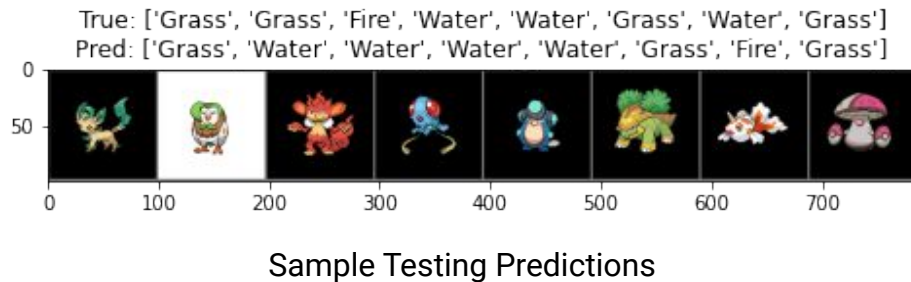 True: ['Grass', 'Grass', 'Fire', 'Water', 'Water', 'Grass', 'Water', 'Grass']
Pred: ['Grass', 'Water', 'Water', 'Water', 'Water', 'Grass', 'Fire', 'Grass']
0
50
0 100 200 300 400 500 600 700
Sample Testing Predictions